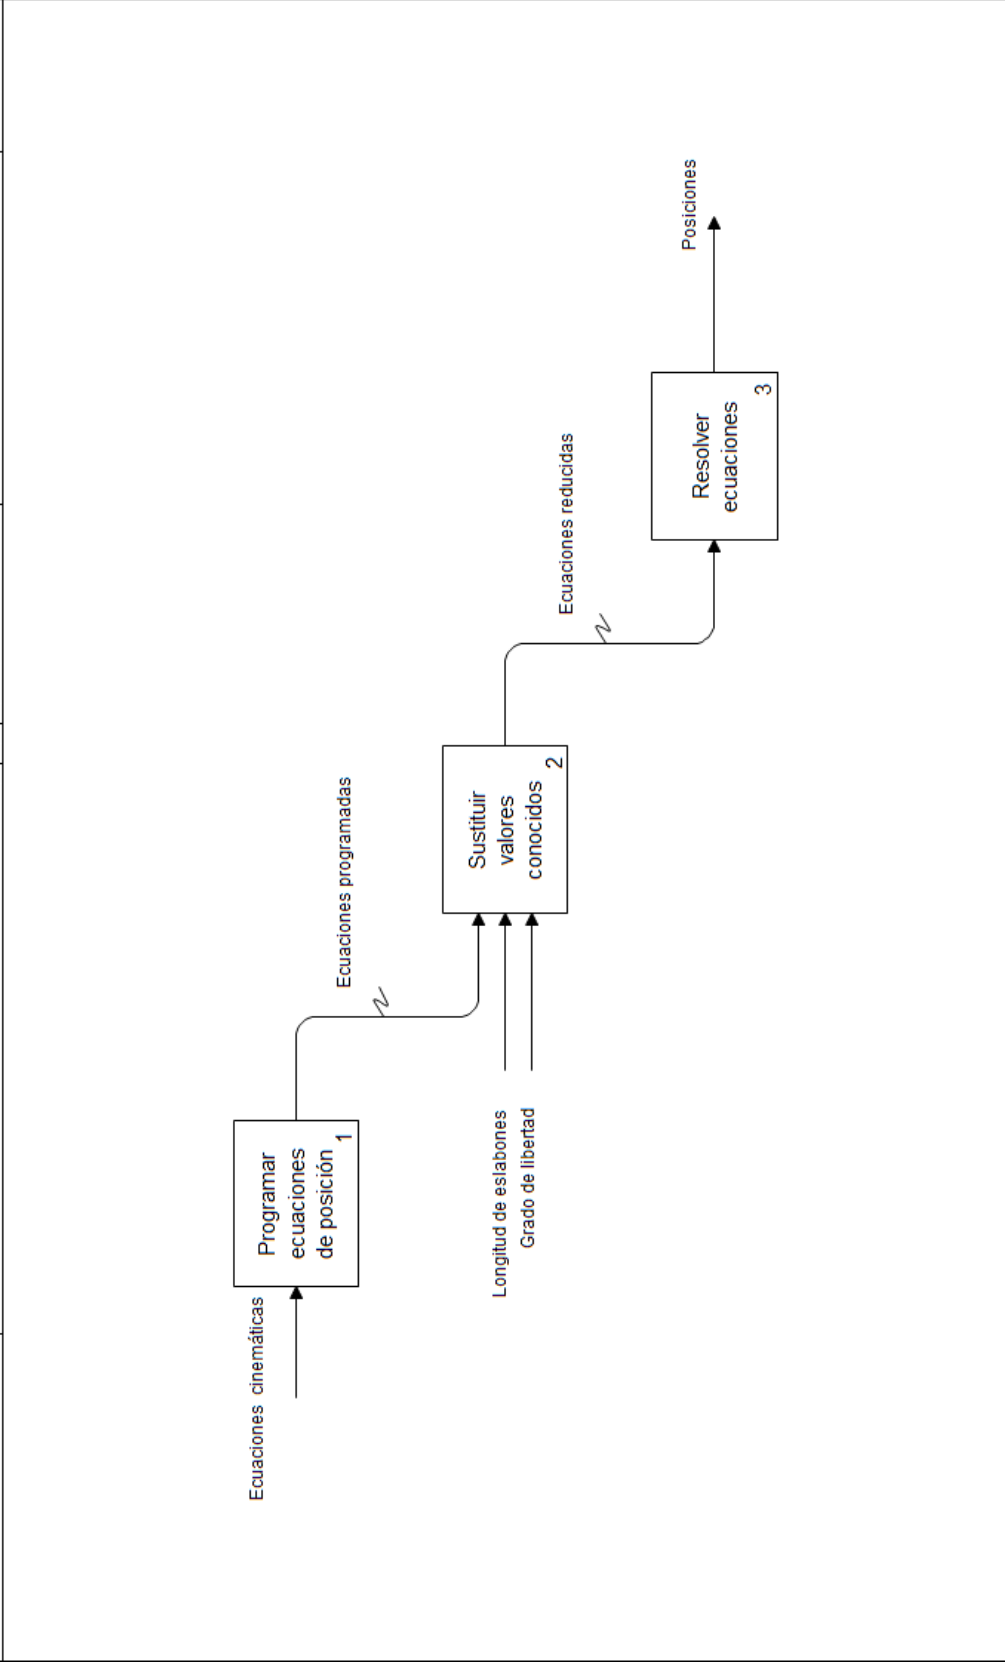 Ecuaciones cinemáticas
Programar
ecuaciones
de posición
1
Ecuaciones programadas
Longitud de eslabones
Grado de libertad
Sustituir
valores
conocidos
2
Ecuaciones reducidas
Resolver
ecuaciones
3
Posiciones